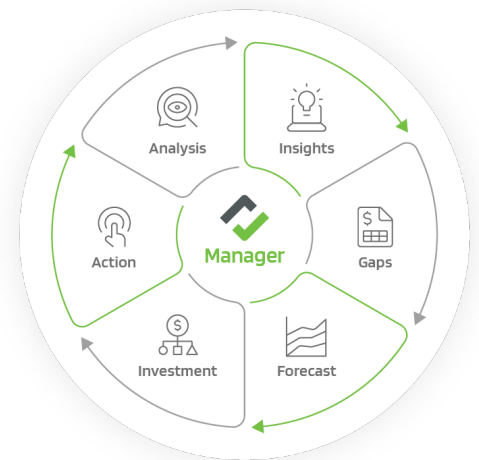 Analysis
Insights
Manager
Action
Gaps
Investment
Forecast
$
$